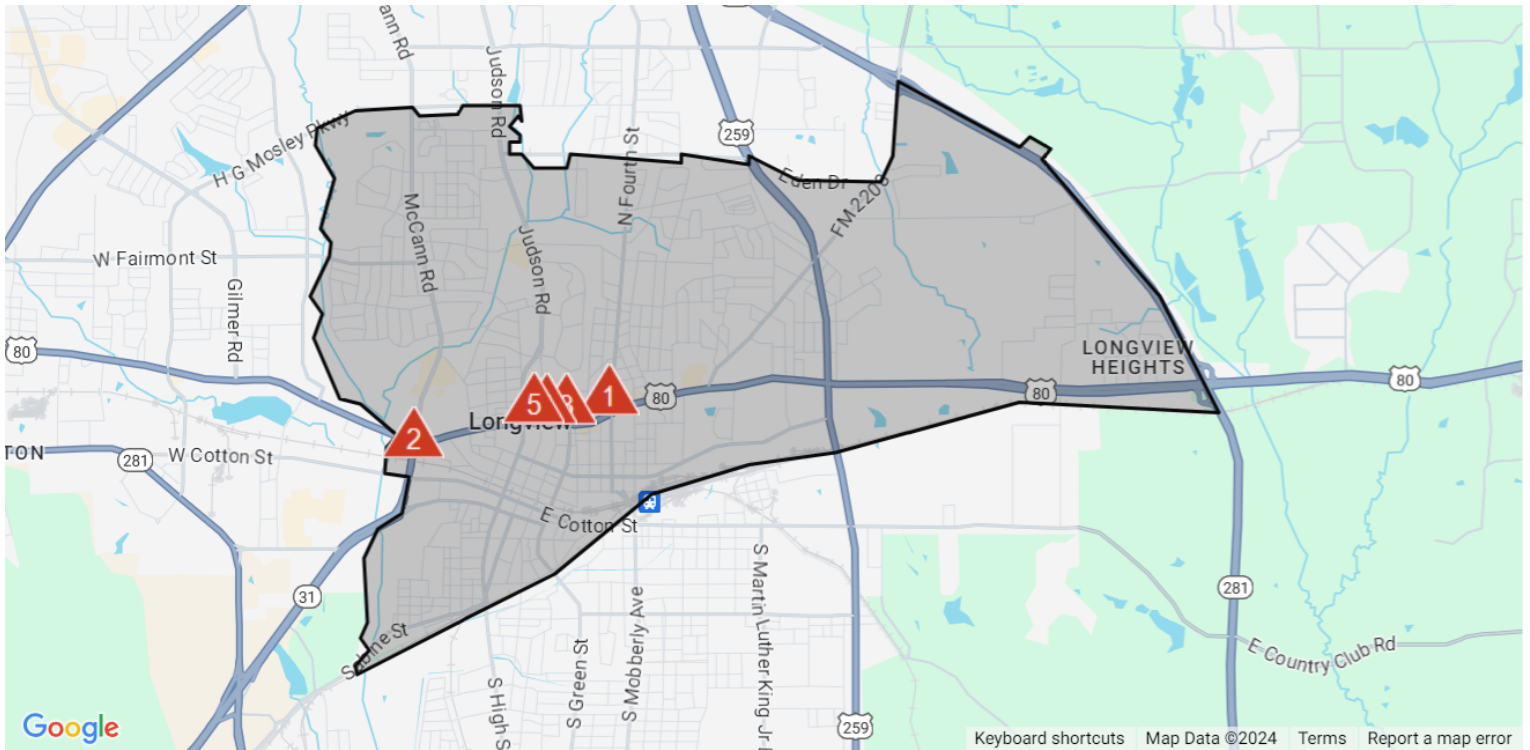 ann Rd
Judson Rd
259
H G Mosley Pkwy
N Fourth St
Eden Dr
FM 2208
McCann Rd
W Fairmont St
Judson Rd
Gilmer Rd
80
LONGVIEW
HEIGHTS
80
80
80
5
1
2
Longview
TON
281
W Cotton St
E Cotton St
31
281
S Martin Luther King Jr
S Mobberly Ave
Sabine St
S Green St
S High S
E Country Club Rd
259
Google
Keyboard shortcuts
Map Data ©2024
Terms
Report a map error